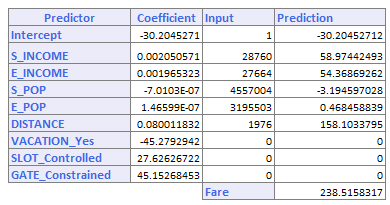 Predictor Coefficient Input Prediction
Intercept -30.2045271 1 -30.20452712
S_INCOME 0.002050571 28760 58.97442493
E_INCOME 0.001965323 27664 54.36869262
S_POP -7.0103E-07 4557004 -3.194597028
E_POP 1.46599E-07 3195503 0.468458839
DISTANCE 0.080011832 1976 158.1033795
VACATION_Yes -45.2792942 0 0
SLOT_Controlled 27.62626722 0 0
GATE_Constrained 45.15268453 0 0
Fare 238.5158317